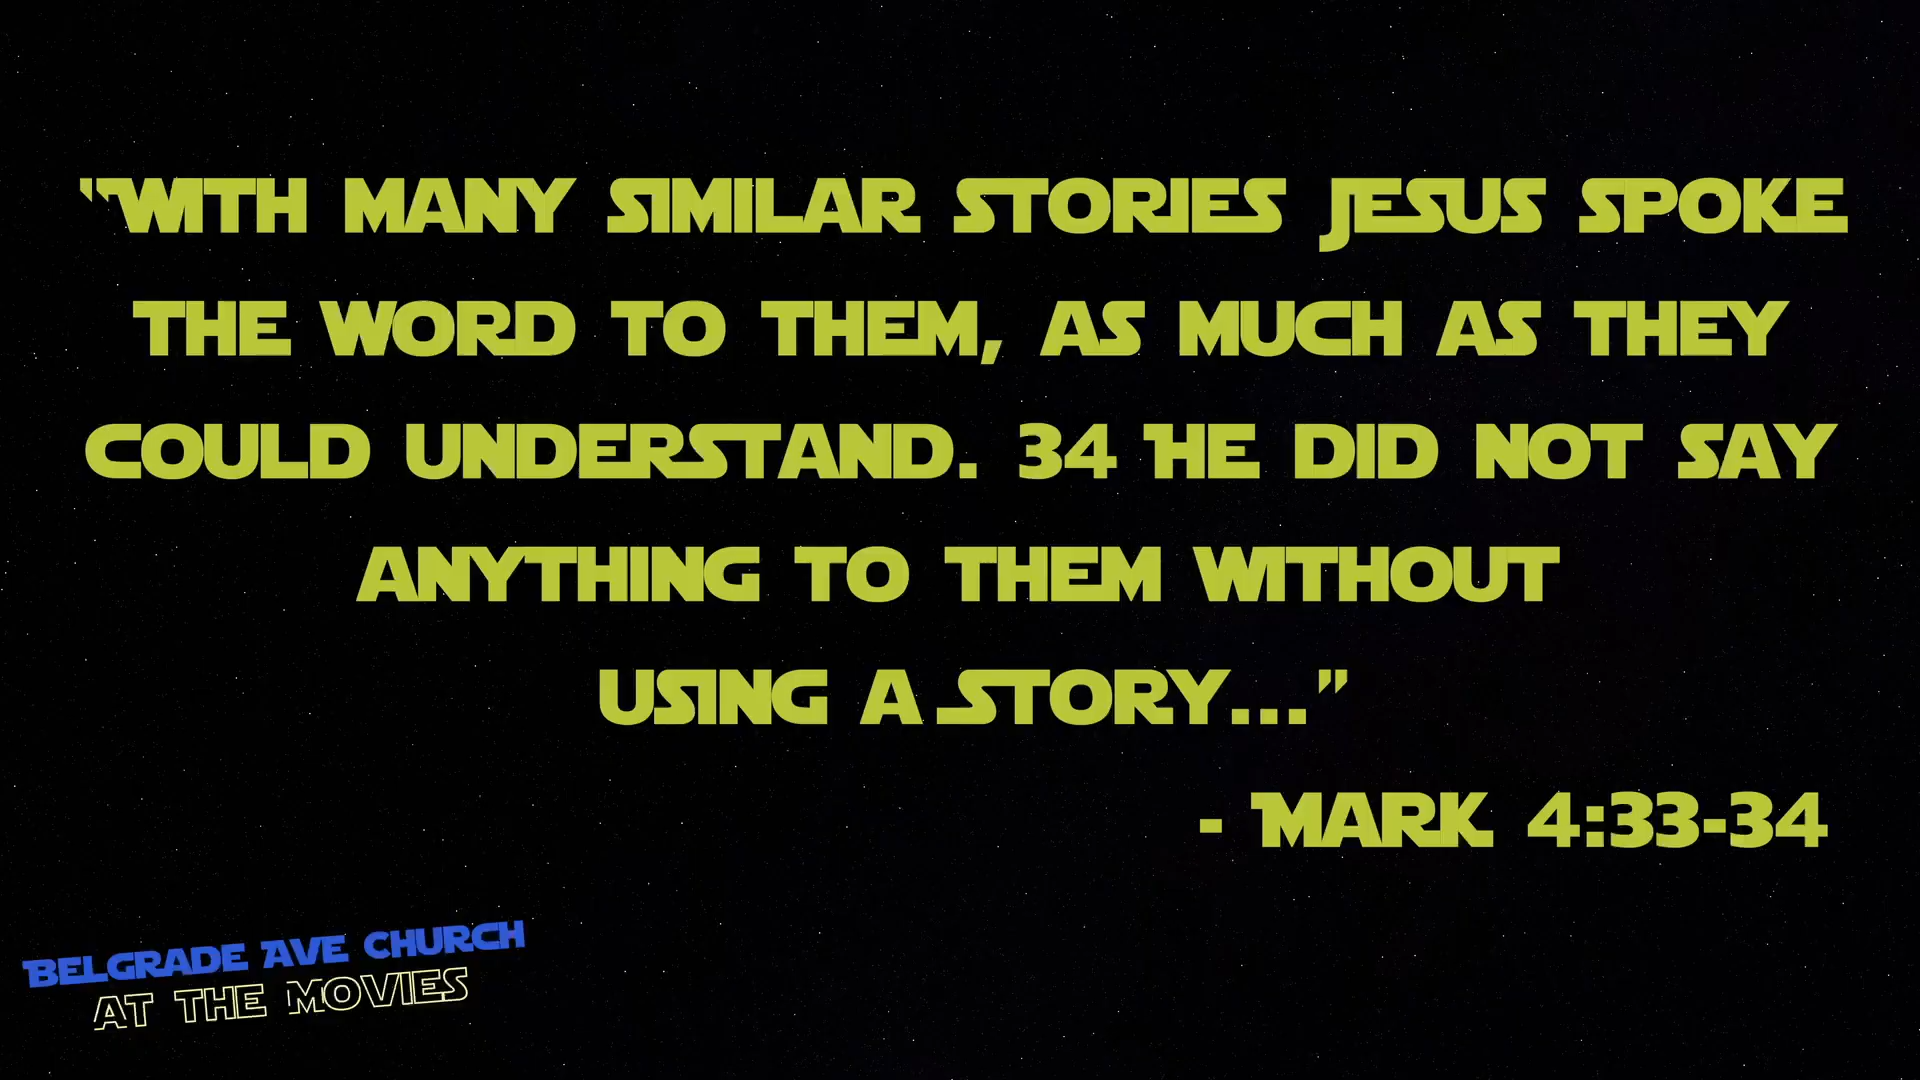 “With many similar stories Jesus spoke
the word to them, as much as they
could understand. 34 He did not say
anything to them without
using a story...”
- Mark 4:33-34
Belgrade Ave Church
at the Movies